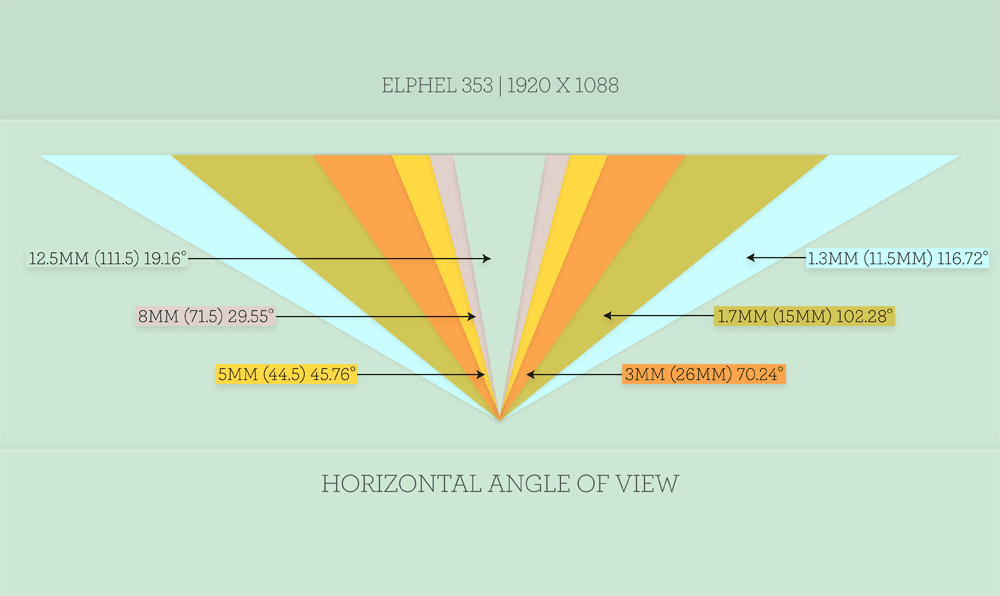 ELPHEL 353 | 1920 X 1088
12.5MM (111.5) 19.16°
1.3MM (11.5MM) 116.72°
8MM (71.5) 29.55°
1.7MM (15MM) 102.28°
5MM (44.5) 45.76°
3MM (26MM) 70.24°
HORIZONTAL ANGLE OF VIEW